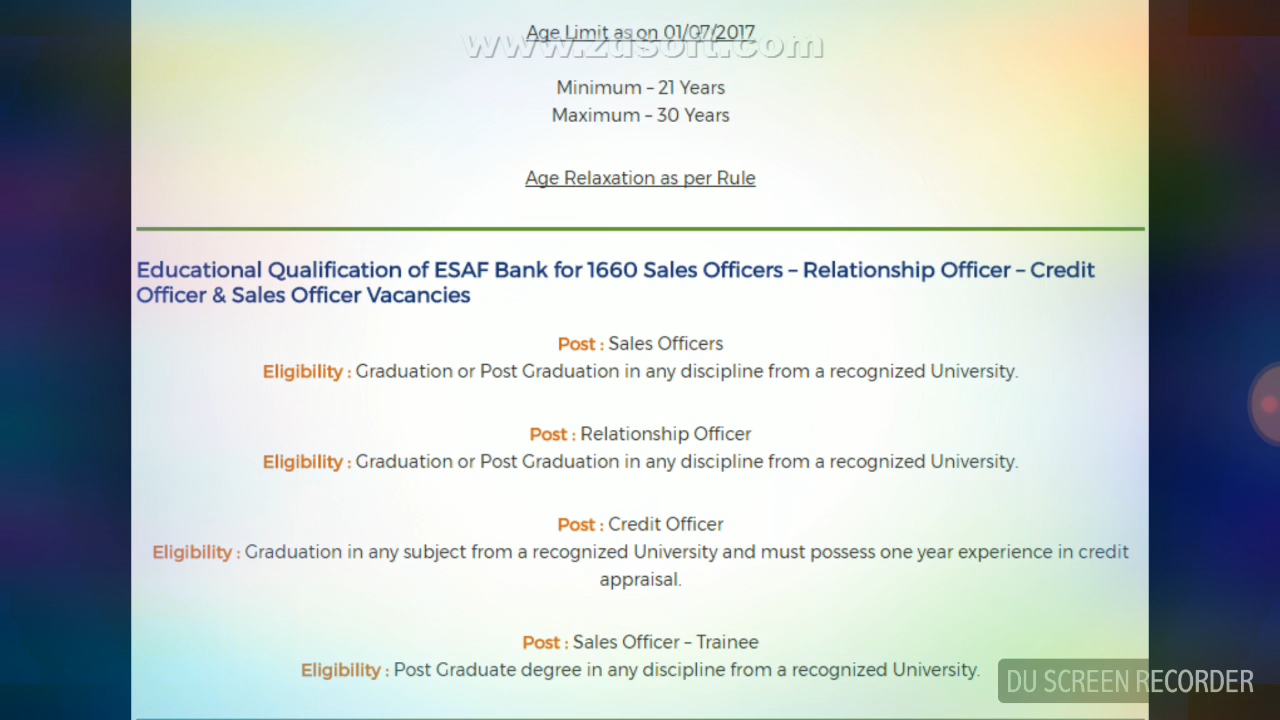 Age Limit as on 01/07/2017
www.zdsoft.com
Minimum – 21 Years
Maximum – 30 Years
Age Relaxation as per Rule
Educational Qualification of ESAF Bank for 1660 Sales Officers – Relationship Officer – Credit
Officer & Sales Officer Vacancies
Post : Sales Officers
Eligibility : Graduation or Post Graduation in any discipline from a recognized University.
Post : Relationship Officer
Eligibility : Graduation or Post Graduation in any discipline from a recognized University.
Post : Credit Officer
Eligibility : Graduation in any subject from a recognized University and must possess one year experience in credit
appraisal.
Post : Sales Officer – Trainee
Eligibility : Post Graduate degree in any discipline from a recognized University.
DU SCREEN RECORDER